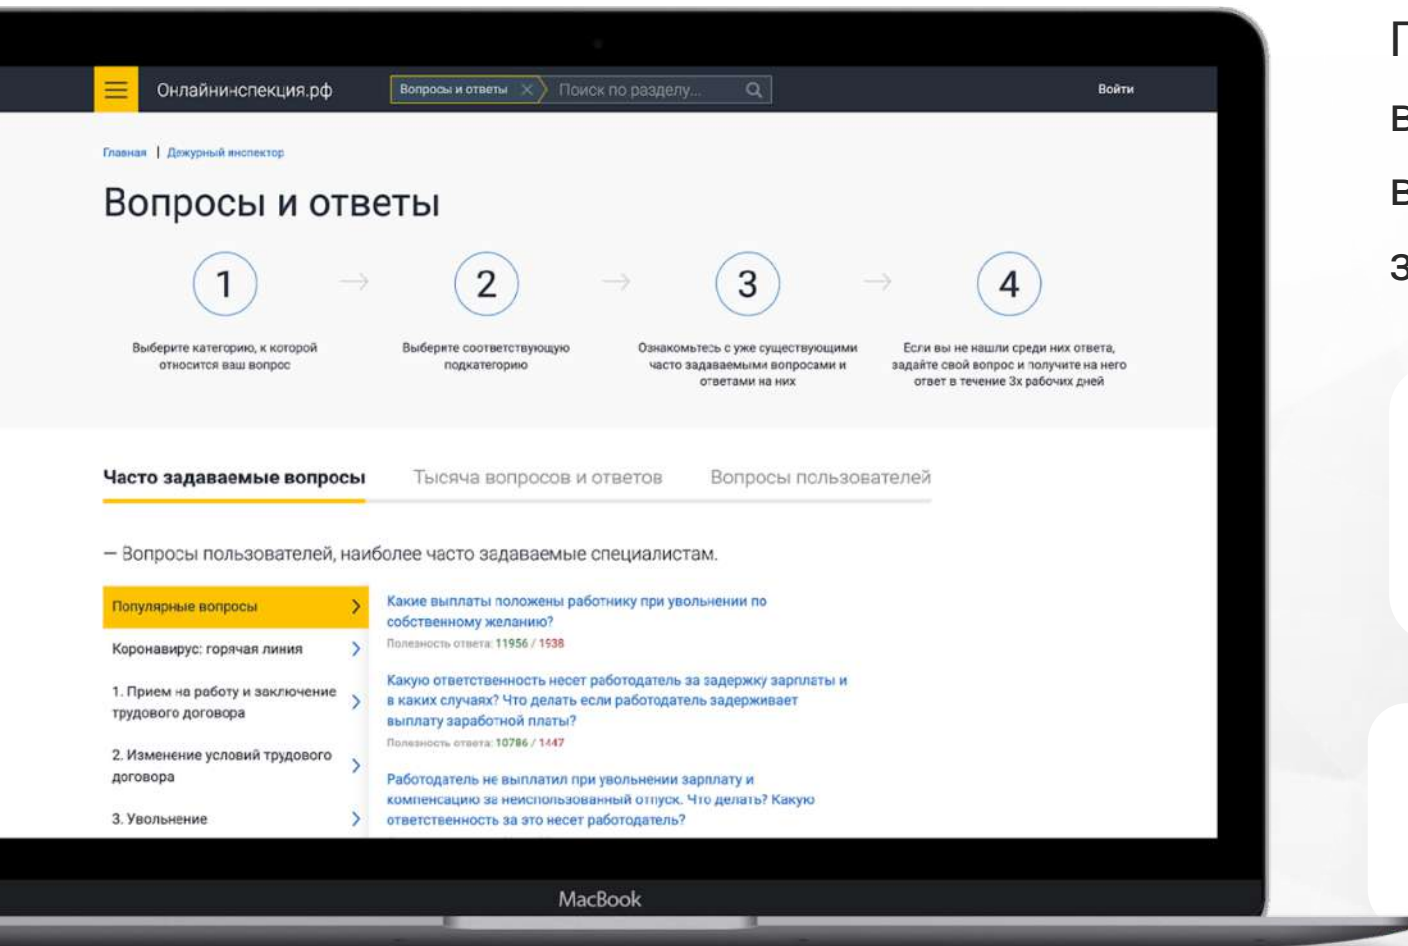 Онлайнинспекция.рф
Вопросы и ответы
Поиск по разделу...
Войти
Главная | Дежурный инспектор
Вопросы и ответы
1
2
3
4
Выберите категорию, к которой
относится ваш вопрос
Выберите соответствующую
подкатегорию
Ознакомьтесь с уже существующими
часто задаваемыми вопросами и
ответами на них
Если вы не нашли среди них ответа,
задайте свой вопрос и получите на него
ответ в течение 3х рабочих дней
Часто задаваемые вопросы
Тысяча вопросов и ответов
Вопросы пользователей
— Вопросы пользователей, наиболее часто задаваемые специалистам.
Популярные вопросы
Коронавирус: горячая линия
1. Прием на работу и заключение
трудового договора
2. Изменение условий трудового
договора
3. Увольнение
Какие выплаты положены работнику при увольнении по
собственному желанию?
Полезность ответа: 11956 / 1938
Какую ответственность несет работодатель за задержку зарплаты и
в каких случаях? Что делать если работодатель задерживает
выплату заработной платы?
Полезность ответа: 10786 / 1447
Работодатель не выплатил при увольнении зарплату и
компенсацию за неиспользованный отпуск. Что делать? Какую
ответственность за это несет работодатель?
MacBook